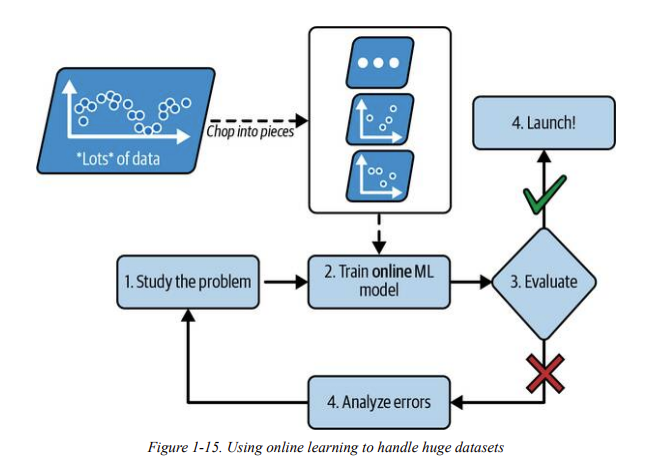 *Lots* of data
Chop into pieces
4. Launch!
1. Study the problem
2. Train online ML
model
3. Evaluate
4. Analyze errors
Figure 1-15. Using online learning to handle huge datasets